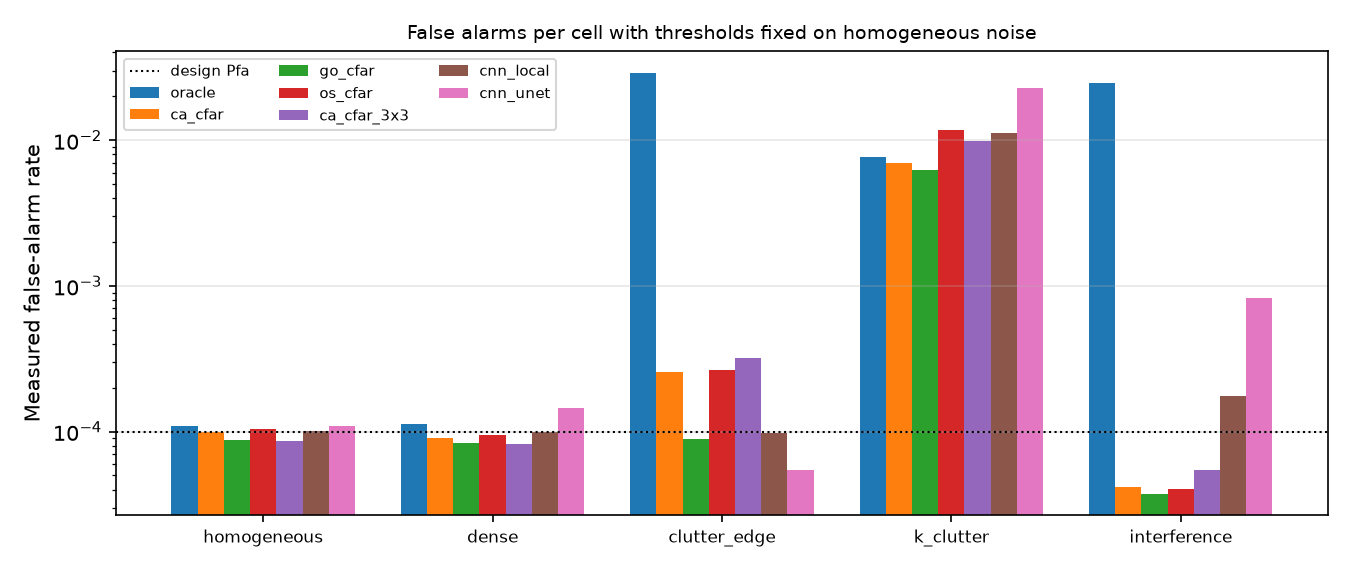 False alarms per cell with thresholds fixed on homogeneous noise
Measured false-alarm rate
10⁻²
10⁻³
10⁻⁴
design Pfa
oracle
ca_cfar
go_cfar
os_cfar
ca_cfar_3x3
cnn_local
cnn_unet
homogeneous
dense
clutter_edge
k_clutter
interference